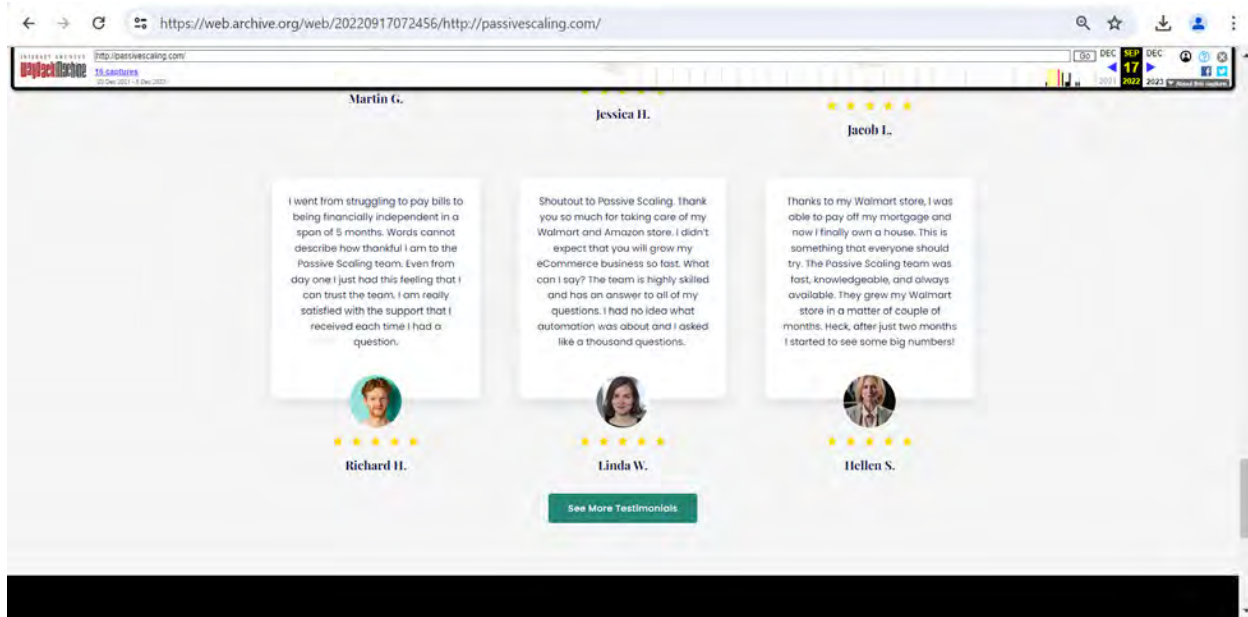 https://web.archive.org/web/20220917072456/http://passivescaling.com/
INTERNET ARCHIVE
WayBackMachine
http://passivescaling.com/
Go
DEC SEP DEC
16 captures
17
2021 2022 2023
About this capture
Martin G.
Jessica H.
Jacob L.
I went from struggling to pay bills to
being financially independent in a
span of 5 months. Words cannot
describe how thankful I am to the
Passive Scaling team. Even from
day one I just had this feeling that I
can trust the team. I am really
satisfied with the support that I
received each time I had a
question.
Richard H.
Shoutout to Passive Scaling. Thank
you so much for taking care of my
Walmart and Amazon store. I didn't
expect that you will grow my
eCommerce business so fast. What
can I say? The team is highly skilled
and has an answer to all of my
questions. I had no idea what
automation was about and I asked
like a thousand questions.
Linda W.
Thanks to my Walmart store, I was
able to pay off my mortgage and
now I finally own a house. This is
something that everyone should
try. The Passive Scaling team was
fast, knowledgeable, and always
available. They grew my Walmart
store in a matter of couple of
months. Heck, after just two months
I started to see some big numbers!
Hellen S.
See More Testimonials